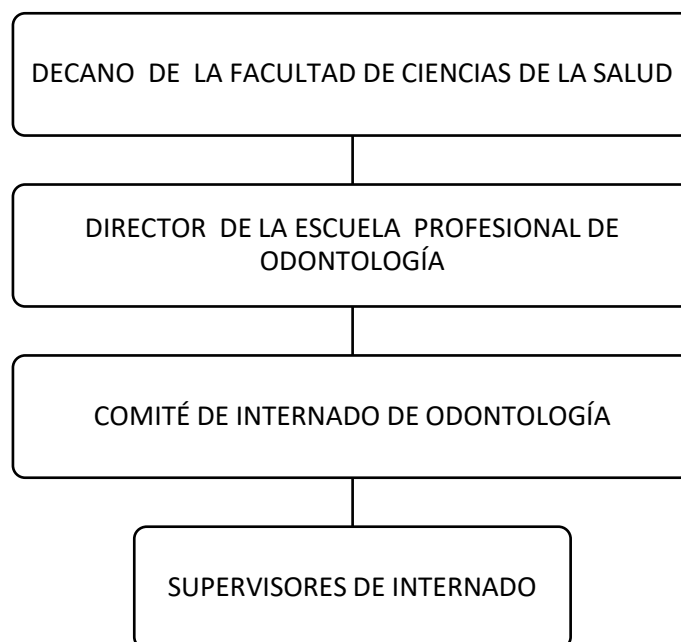 DECANO DE LA FACULTAD DE CIENCIAS DE LA SALUD
DIRECTOR DE LA ESCUELA PROFESIONAL DE
ODONTOLOGÍA
COMITÉ DE INTERNADO DE ODONTOLOGÍA
SUPERVISORES DE INTERNADO